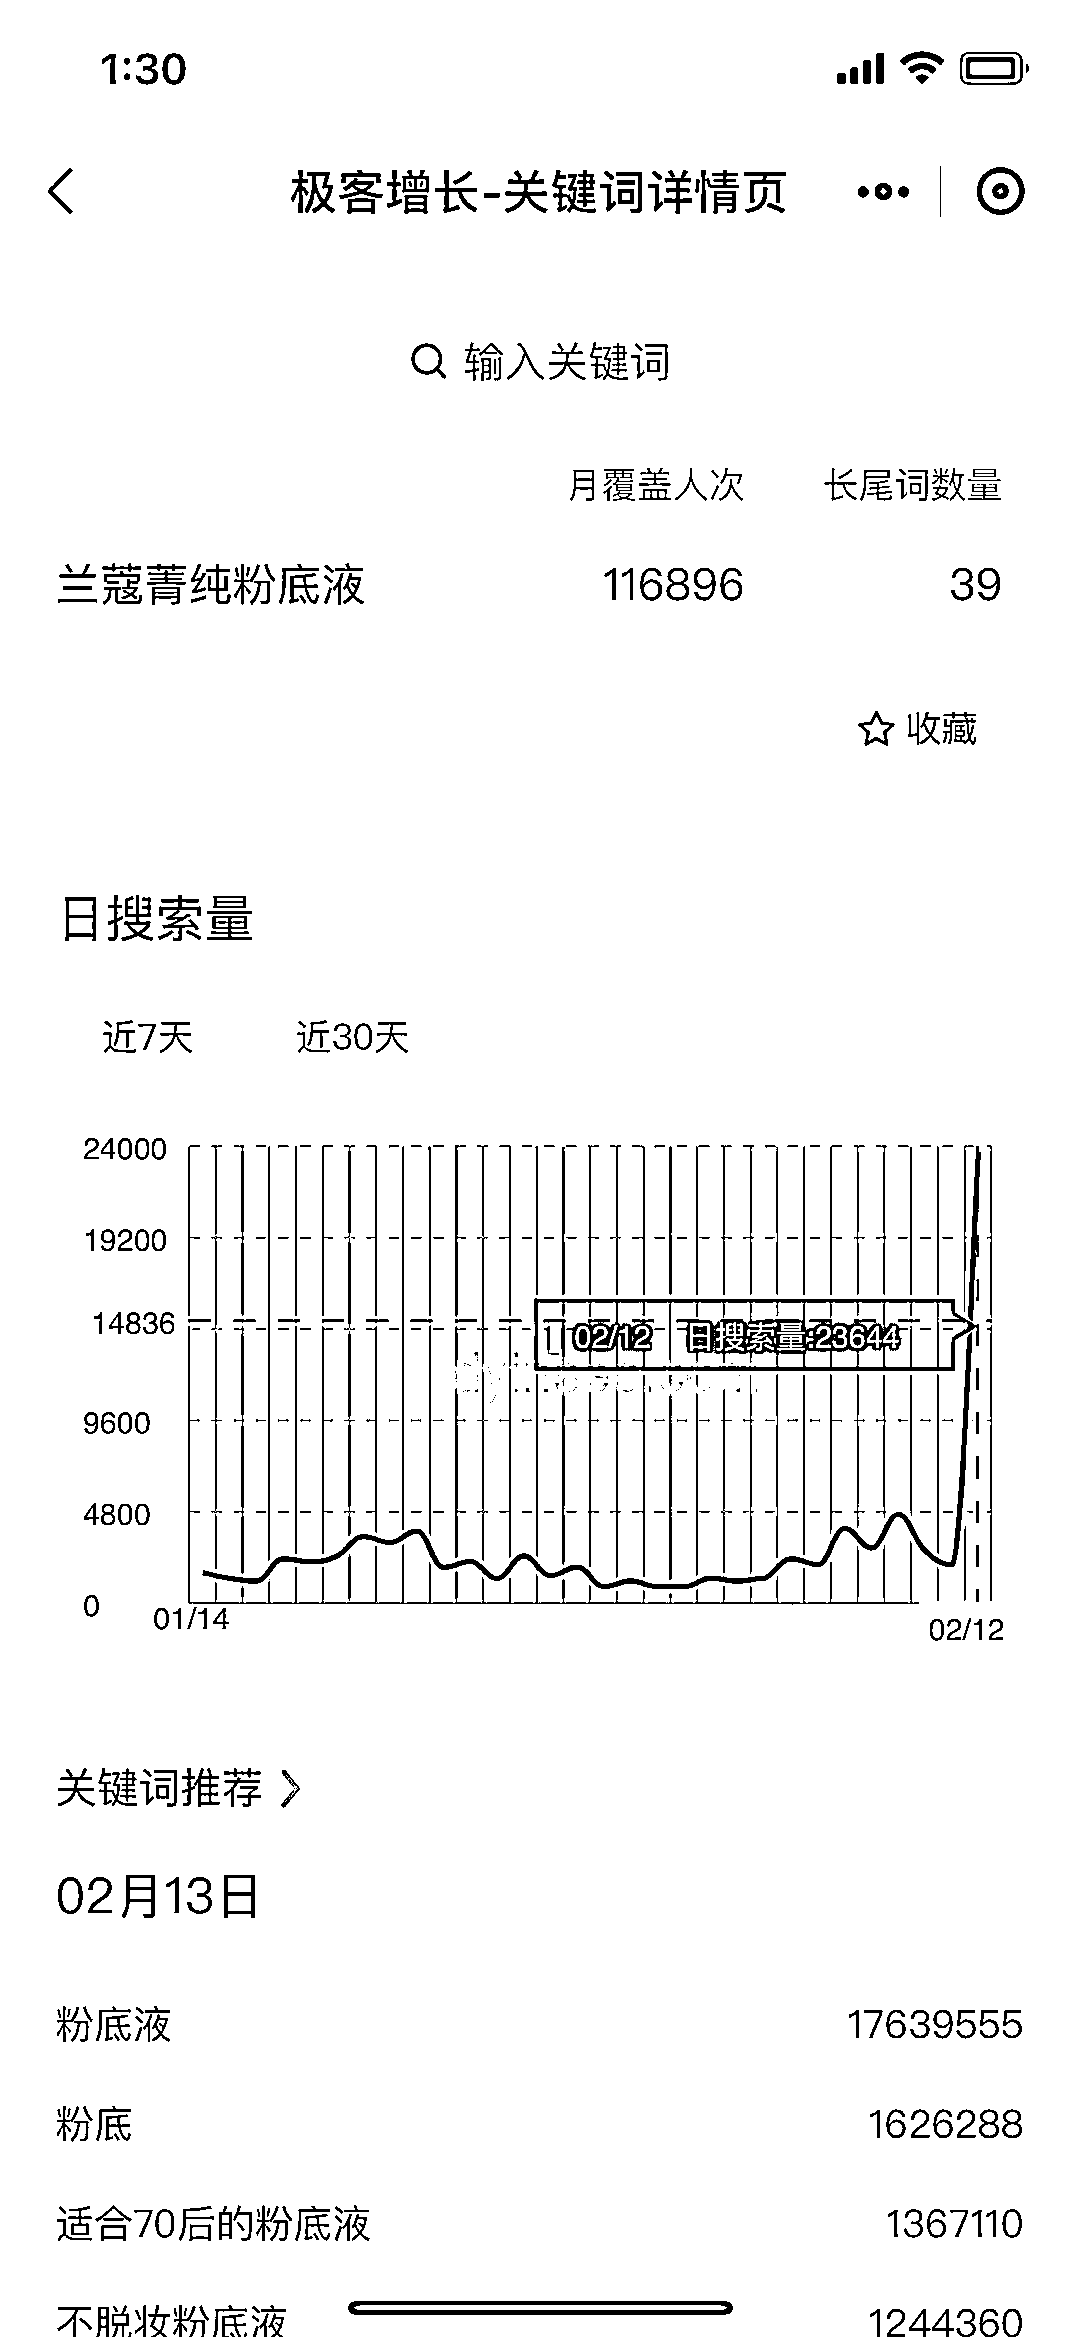 1:30
极客增长-关键词详情页
输入关键词
月覆盖人次 长尾词数量
兰蔻菁纯粉底液 116896 39
收藏
日搜索量
近7天 近30天
24000
19200
14836
02/12 日搜索量:23644
9600
4800
0
01/14 02/12
关键词推荐
02月13日
粉底液 17639555
粉底 1626288
适合70后的粉底液 1367110
不脱妆粉底液 1244360